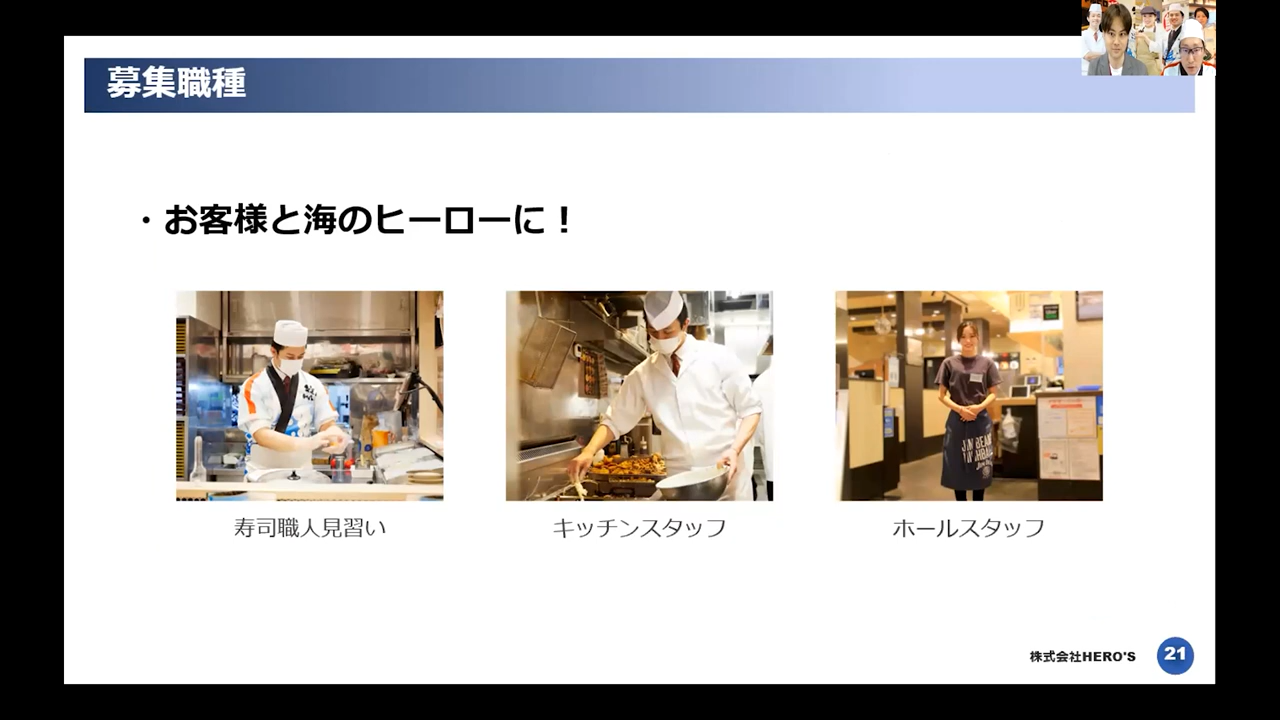 募集職種
・お客様と海のヒーローに！
寿司職人見習い
キッチンスタッフ
ホールスタッフ
株式会社HERO'S
21